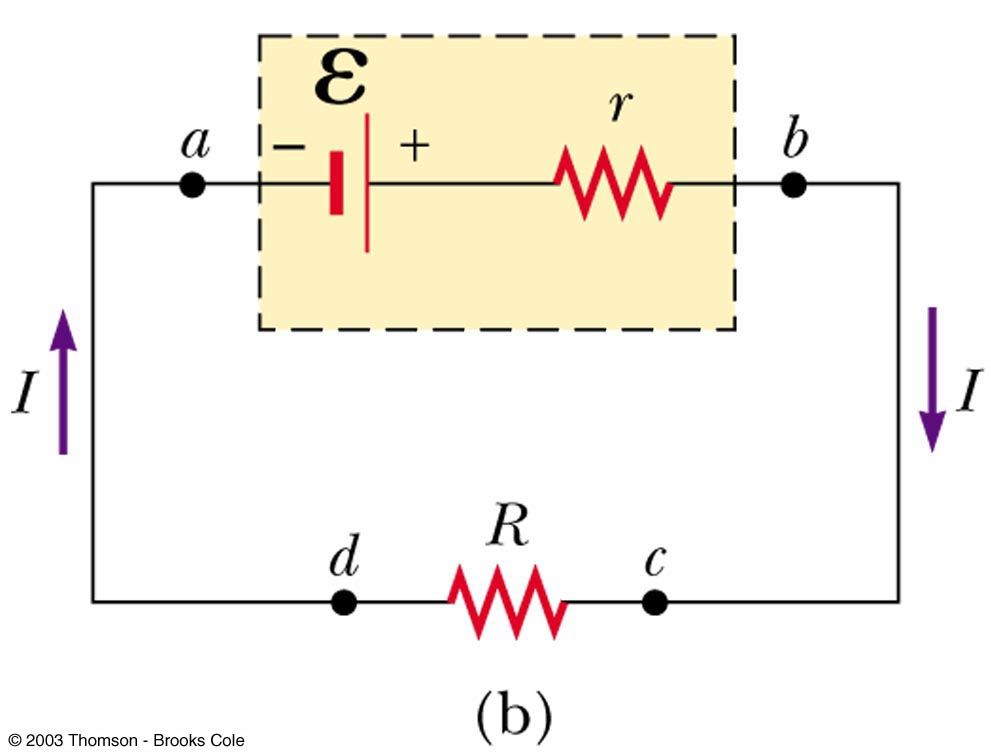 ε
r
a
− +
b
I
I
R
d
c
(b)
© 2003 Thomson - Brooks Cole